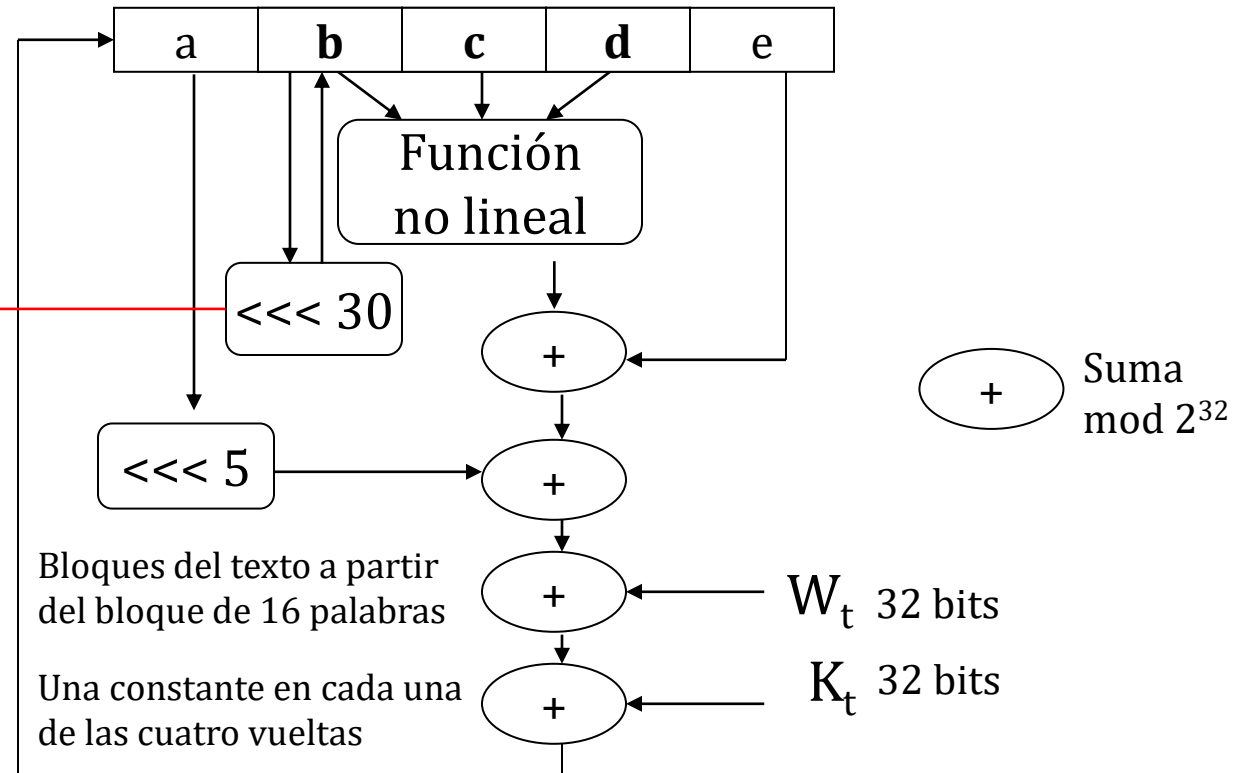 a b c d e
Función
no lineal
<<< 30
+
Suma
mod 2³²
+
<<< 5
+
Bloques del texto a partir
del bloque de 16 palabras
+
Wₜ 32 bits
Una constante en cada una
de las cuatro vueltas
+
Kₜ 32 bits